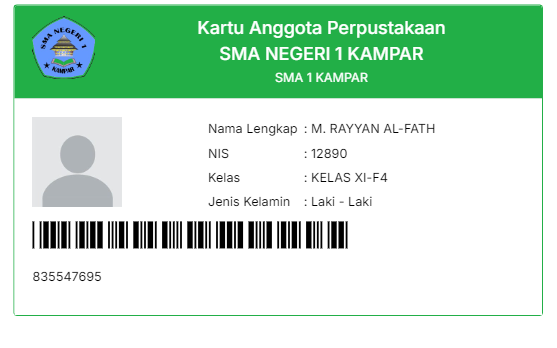 SMA NEGERI 1
KAMPAR
Kartu Anggota Perpustakaan
SMA NEGERI 1 KAMPAR
SMA 1 KAMPAR
Nama Lengkap : M. RAYYAN AL-FATH
NIS : 12890
Kelas : KELAS XI-F4
Jenis Kelamin : Laki - Laki
835547695